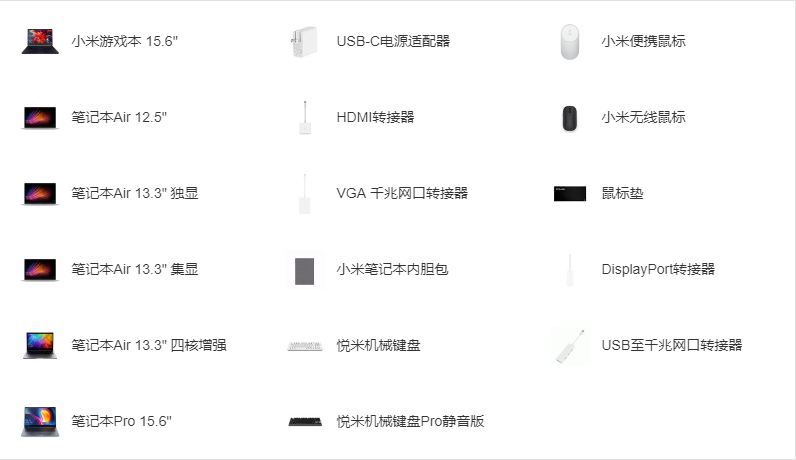 小米游戏本 15.6"
USB-C电源适配器
小米便携鼠标
笔记本Air 12.5"
HDMI转接器
小米无线鼠标
笔记本Air 13.3" 独显
VGA 千兆网口转接器
鼠标垫
笔记本Air 13.3" 集显
小米笔记本内胆包
DisplayPort转接器
笔记本Air 13.3" 四核增强
悦米机械键盘
USB至千兆网口转接器
笔记本Pro 15.6"
悦米机械键盘Pro静音版